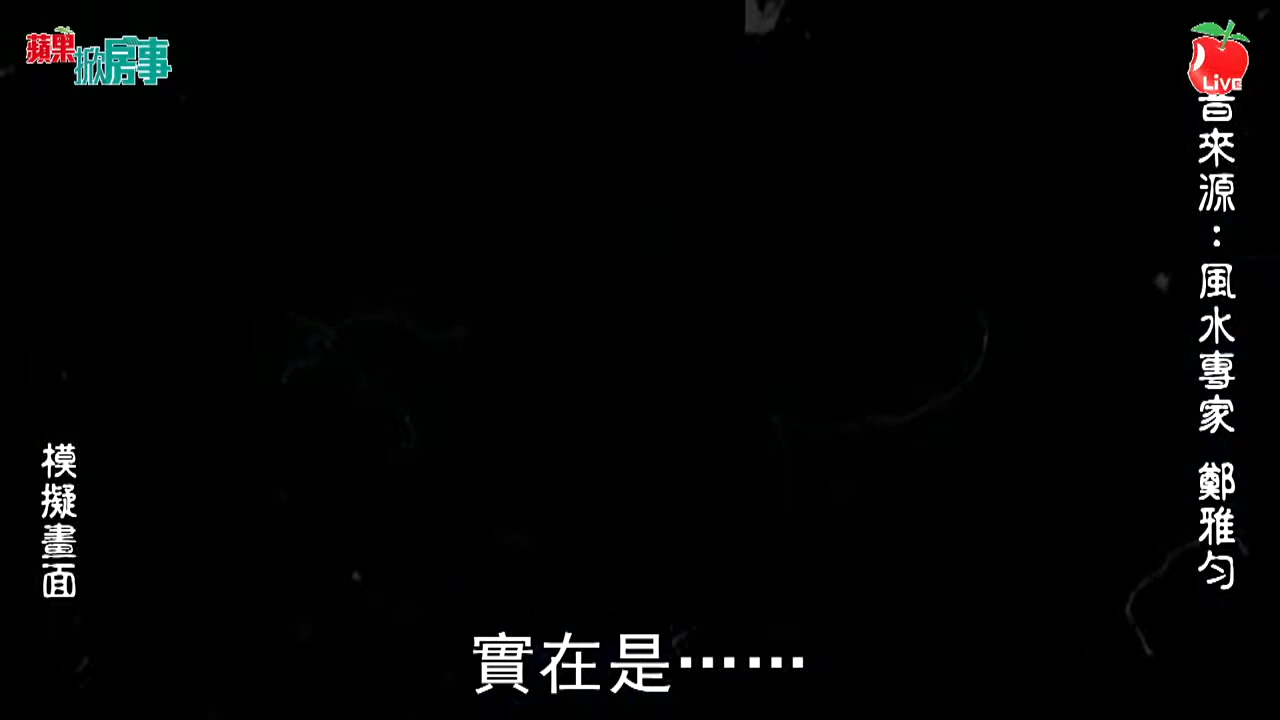 蘋果
掀房事
Live
音來源：風水專家 鄭雅勻
模擬畫面
實在是⋯⋯